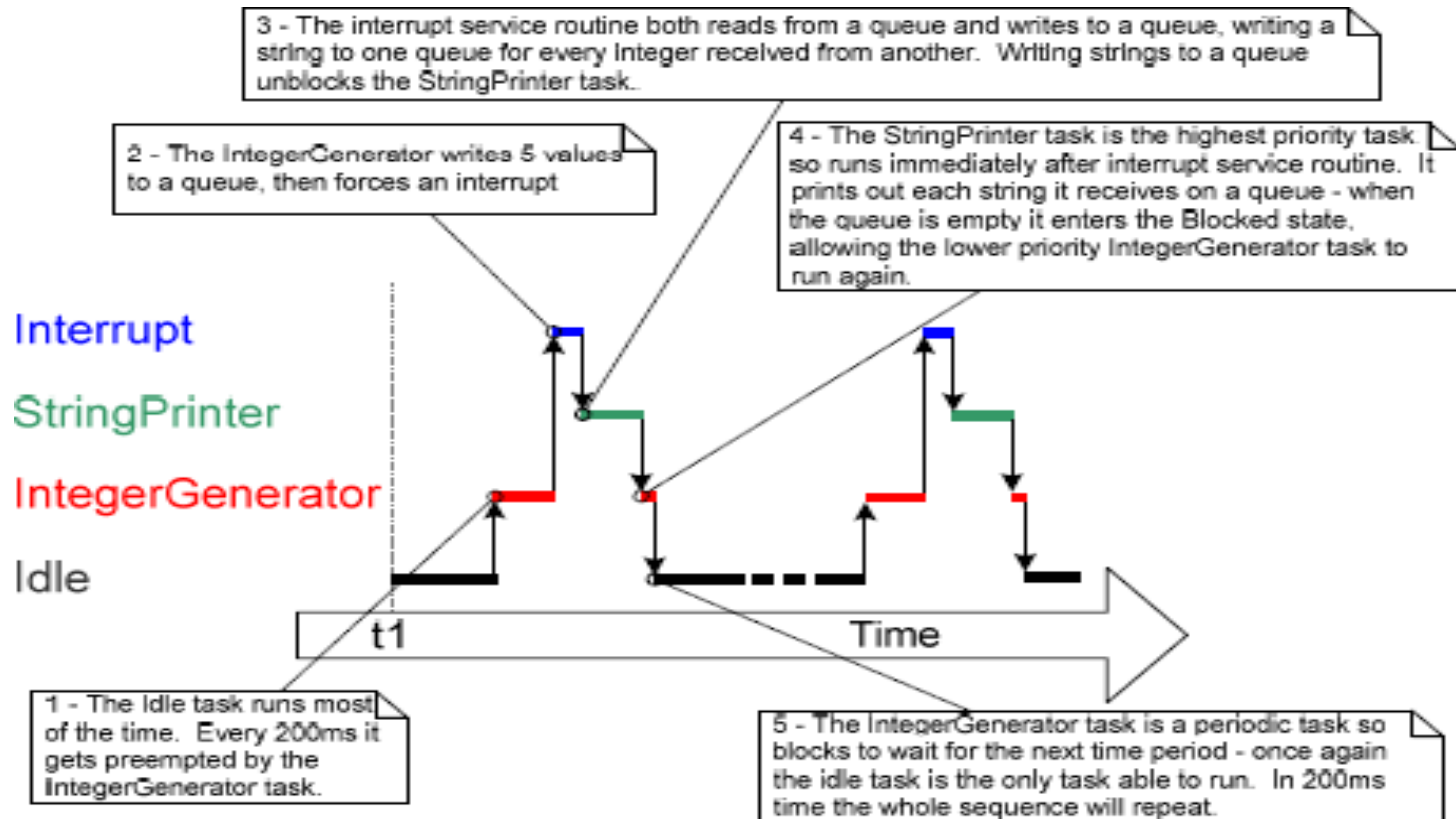 3 - The interrupt service routine both reads from a queue and writes to a queue, writing a
string to one queue for every integer received from another.  Writing strings to a queue
unblocks the StringPrinter task.
2 - The IntegerGenerator writes 5 values
to a queue, then forces an interrupt
4 - The StringPrinter task is the highest priority task
so runs immediately after interrupt service routine.  It
prints out each string it receives on a queue - when
the queue is empty it enters the Blocked state,
allowing the lower priority IntegerGenerator task to
run again.
Interrupt
StringPrinter
IntegerGenerator
Idle
t1
Time
1 - The Idle task runs most
of the time.  Every 200ms it
gets preempted by the
IntegerGenerator task.
5 - The IntegerGenerator task is a periodic task so
blocks to wait for the next time period - once again
the idle task is the only task able to run.  In 200ms
time the whole sequence will repeat.